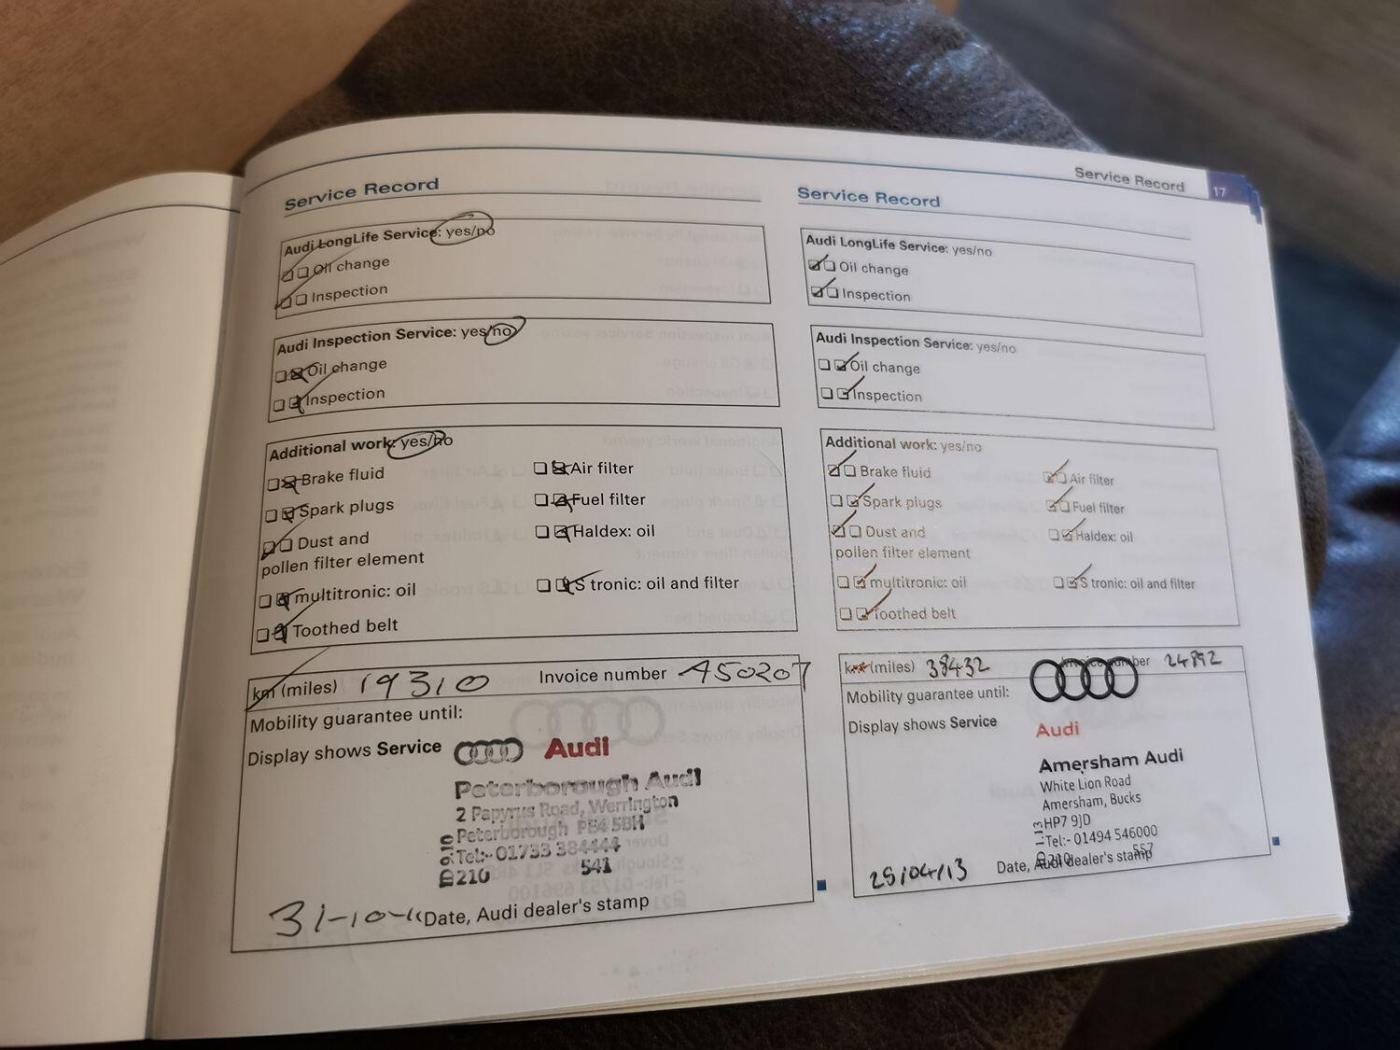 Service Record 17
Service Record
Audi LongLife Service: yes/no
Oil change
Inspection
Audi Inspection Service: yes/no
Oil change
Inspection
Additional work: yes/no
Brake fluid
Air filter
Spark plugs
Fuel filter
Dust and
pollen filter element
Haldex: oil
multitronic: oil
S tronic: oil and filter
Toothed belt
km (miles) 19310 Invoice number A50207
Mobility guarantee until:
Display shows Service
Audi
Peterborough Audi
2 Papyrus Road, Werrington
Peterborough PE4 5BH
Tel:- 01733 384444
210 541
31-10-11 Date, Audi dealer's stamp
Service Record
Audi LongLife Service: yes/no
Oil change
Inspection
Audi Inspection Service: yes/no
Oil change
Inspection
Additional work: yes/no
Brake fluid
Air filter
Spark plugs
Fuel filter
Dust and
pollen filter element
Haldex: oil
multitronic: oil
S tronic: oil and filter
Toothed belt
km (miles) 38432 Invoice number 24892
Mobility guarantee until:
Display shows Service
Audi
Amersham Audi
White Lion Road
Amersham, Bucks
HP7 9JD
Tel:- 01494 546000
210 557
25/04/13 Date, Audi dealer's stamp